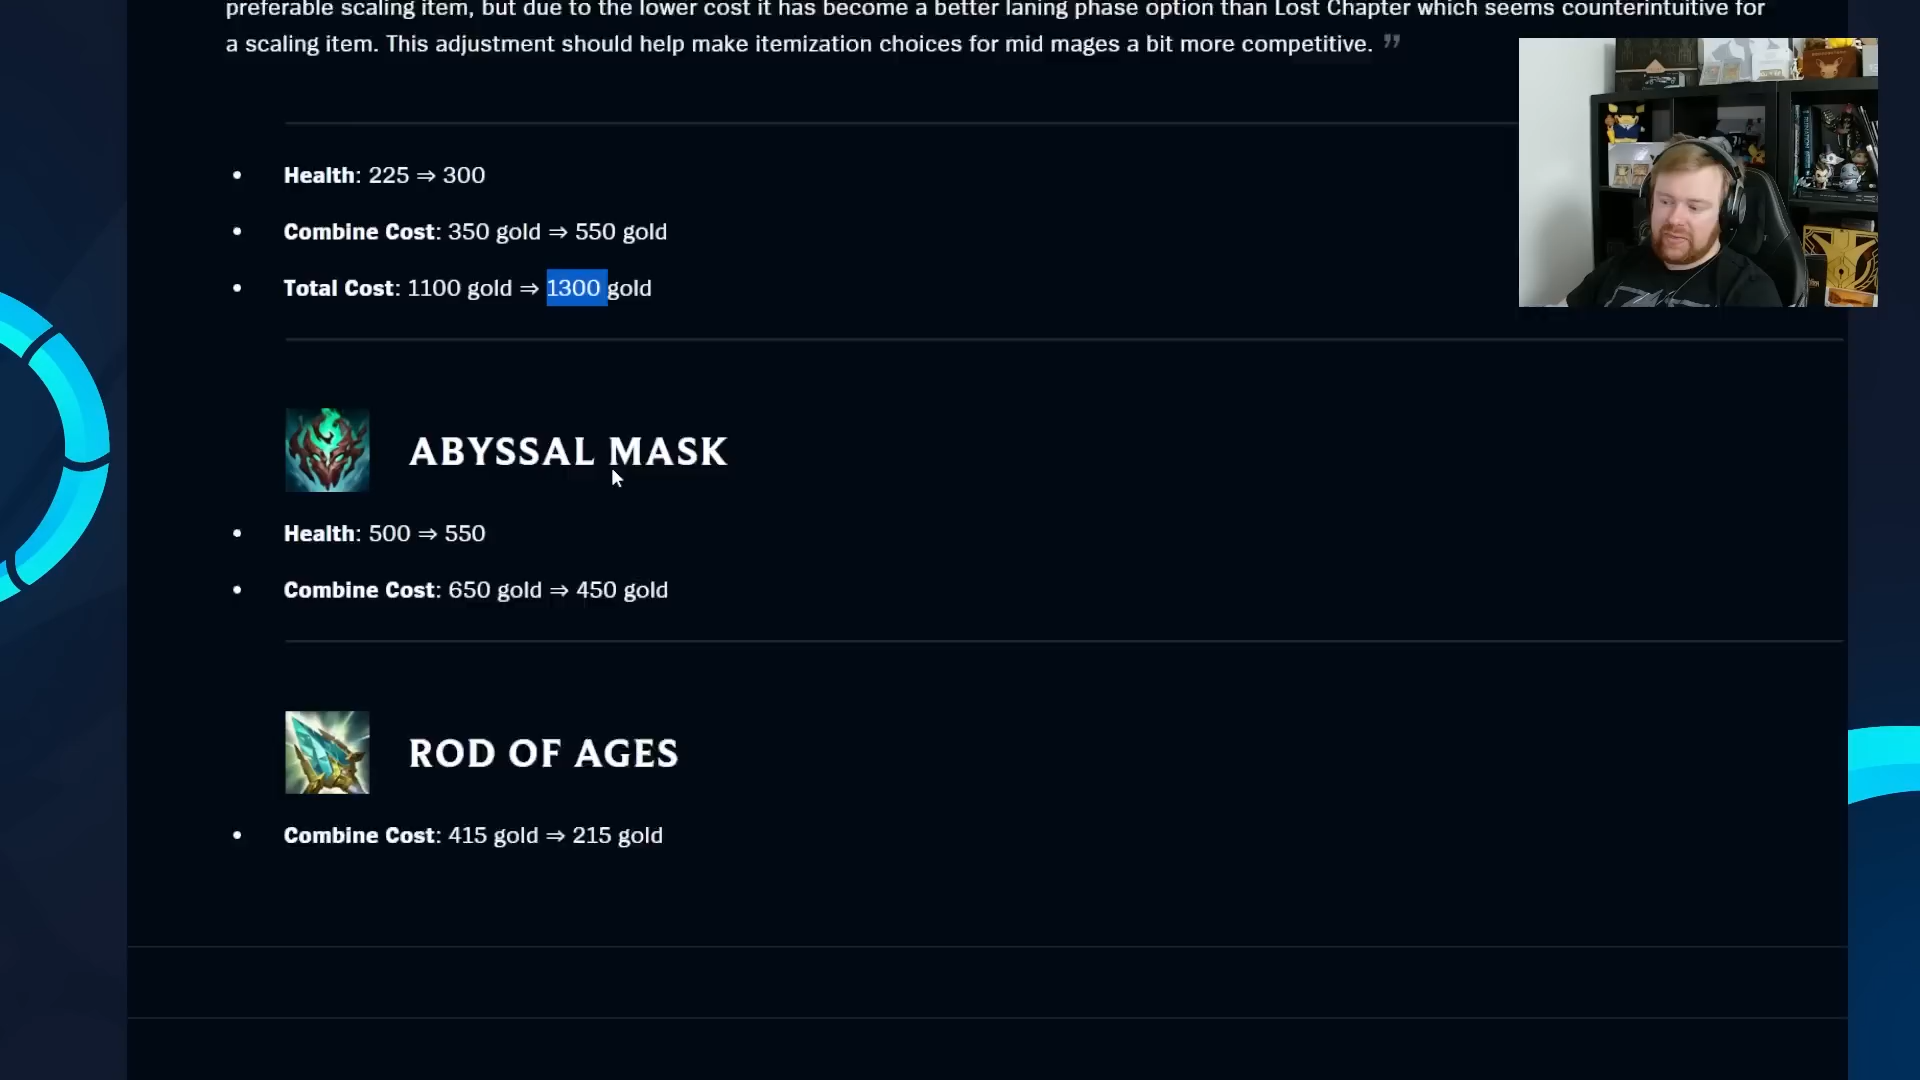 preferable scaling item, but due to the lower cost it has become a better laning phase option than Lost Chapter which seems counterintuitive for
a scaling item. This adjustment should help make itemization choices for mid mages a bit more competitive. ”
• Health: 225 ⇒ 300
• Combine Cost: 350 gold ⇒ 550 gold
• Total Cost: 1100 gold ⇒ 1300 gold
ABYSSAL MASK
• Health: 500 ⇒ 550
• Combine Cost: 650 gold ⇒ 450 gold
ROD OF AGES
• Combine Cost: 415 gold ⇒ 215 gold